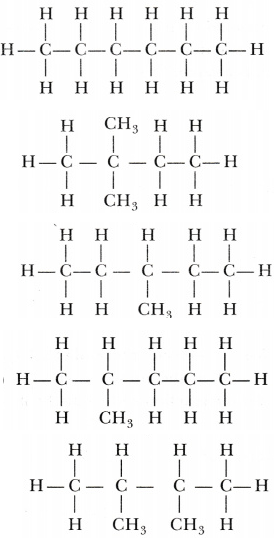 H H H H H H
H—C—C—C—C—C—C—H
H H H H H H
H CH₃ H H
H—C—C—C—C—H
H CH₃ H H
H H H H H
H—C—C—C—C—C—H
H H CH₃ H H
H H H H H
H—C—C—C—C—C—H
H CH₃ H H H
H H H H
H—C—C—C—C—H
H CH₃ CH₃ H